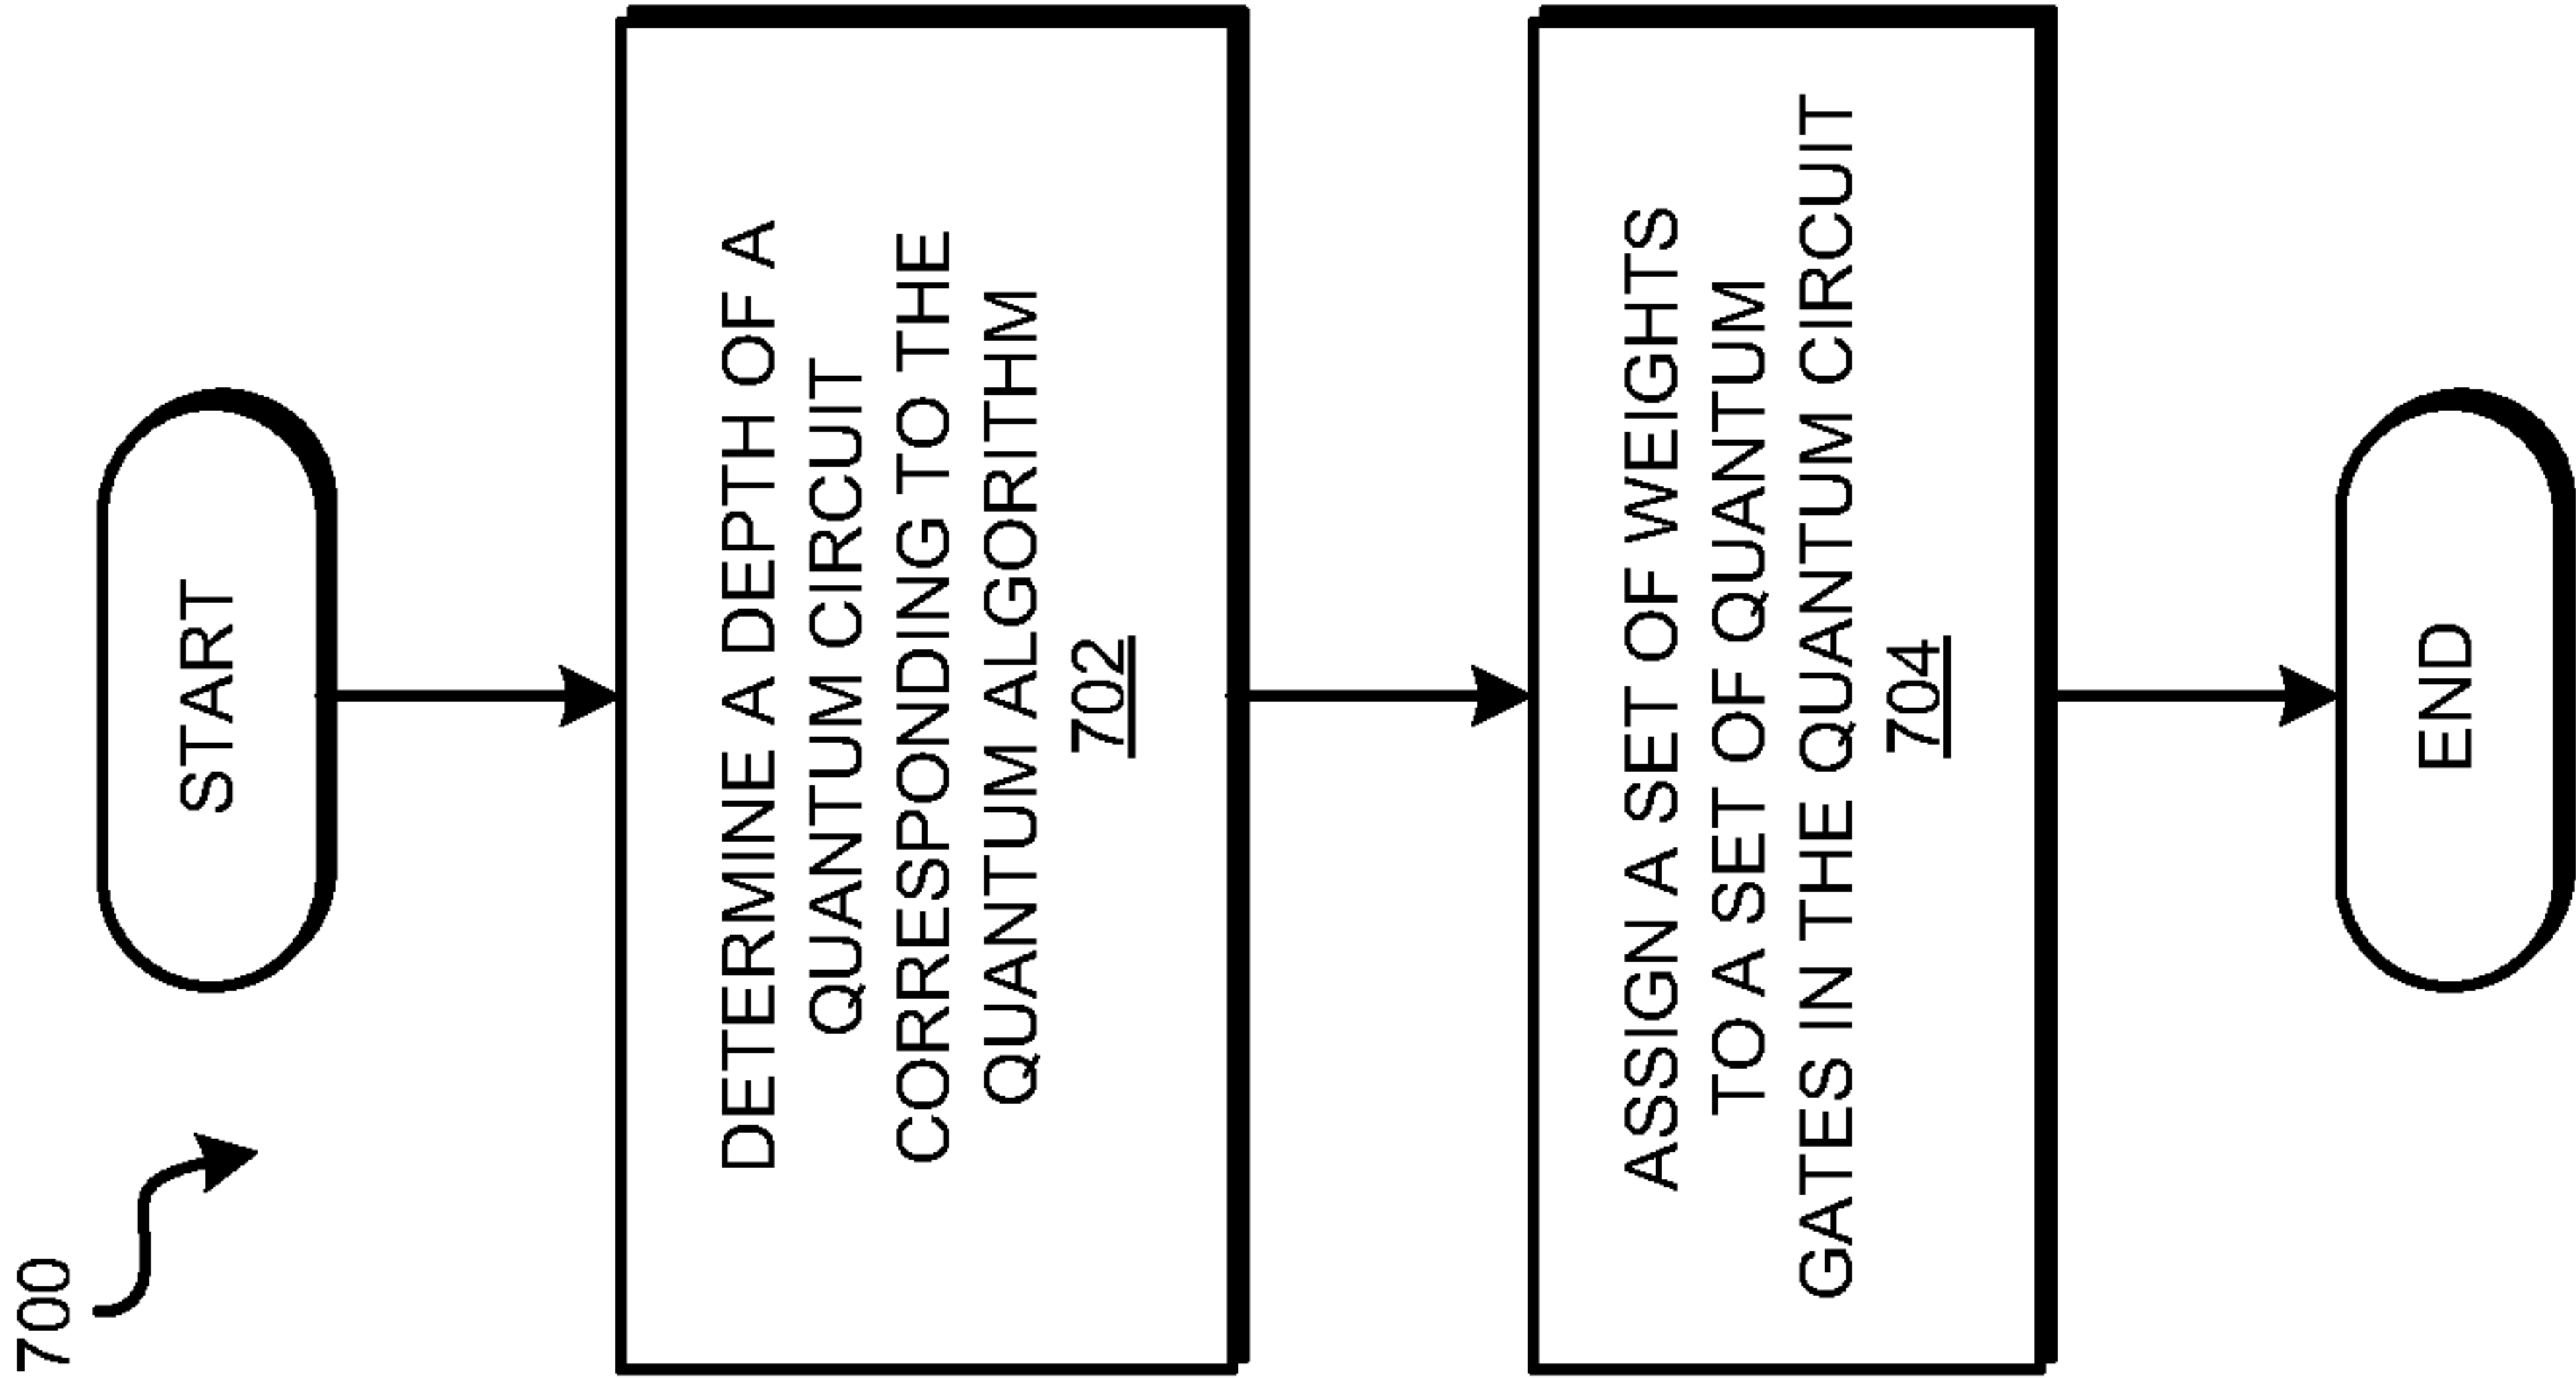 700
START
DETERMINE A DEPTH OF A
QUANTUM CIRCUIT
CORRESPONDING TO THE
QUANTUM ALGORITHM
702
ASSIGN A SET OF WEIGHTS
TO A SET OF QUANTUM
GATES IN THE QUANTUM CIRCUIT
704
END